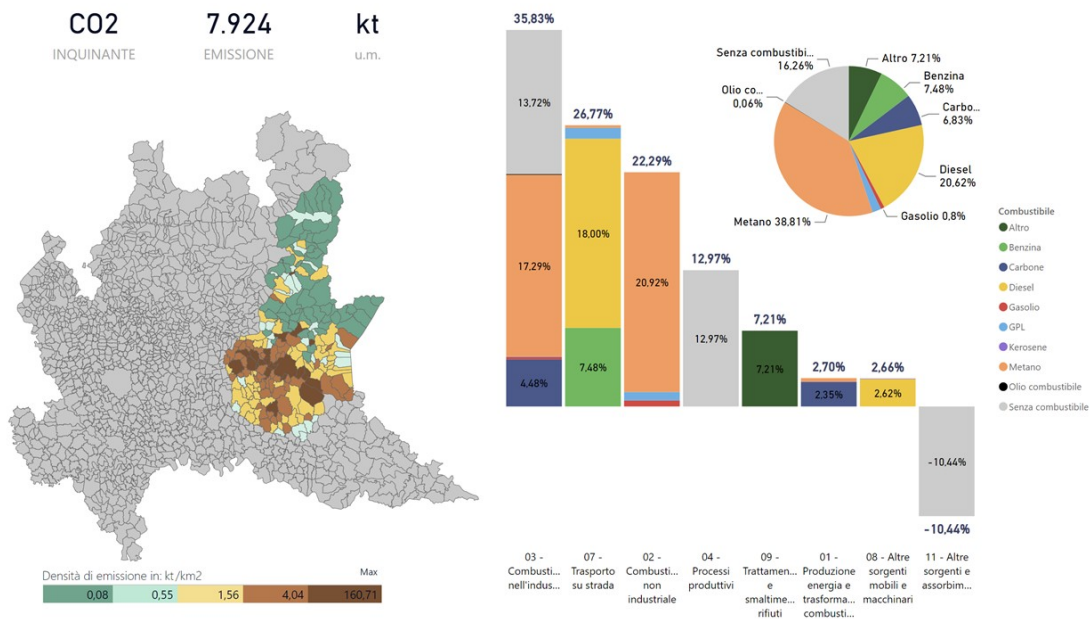 CO2
7.924
kt
INQUINANTE
EMISSIONE
u.m.
Densità di emissione in: kt/km2
Max
0,08
0,55
1,56
4,04
160,71
35,83%
13,72%
17,29%
4,48%
26,77%
18,00%
7,48%
22,29%
20,92%
12,97%
12,97%
7,21%
7,21%
2,70%
2,35%
2,66%
2,62%
-10,44%
-10,44%
03 -
Combusti...
nell'indus...
07 -
Trasporto
su strada
02 -
Combusti...
non
industriale
04 -
Processi
produttivi
09 -
Trattamen...
e
smaltime...
rifiuti
01 -
Produzione
energia e
trasforma...
combusti...
08 - Altre
sorgenti
mobili e
macchinari
11 - Altre
sorgenti e
assorbim...
Senza combustibi...
16,26%
Altro 7,21%
Benzina
7,48%
Olio co...
0,06%
Carbo...
6,83%
Diesel
20,62%
Gasolio 0,8%
Metano 38,81%
Combustibile
Altro
Benzina
Carbone
Diesel
Gasolio
GPL
Kerosene
Metano
Olio combustibile
Senza combustibile